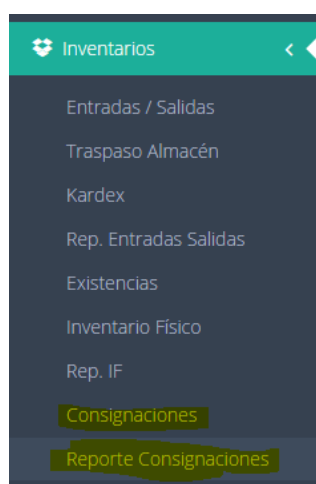 Inventarios
Entradas / Salidas
Traspaso Almacén
Kardex
Rep. Entradas Salidas
Existencias
Inventario Físico
Rep. IF
Consignaciones
Reporte Consignaciones